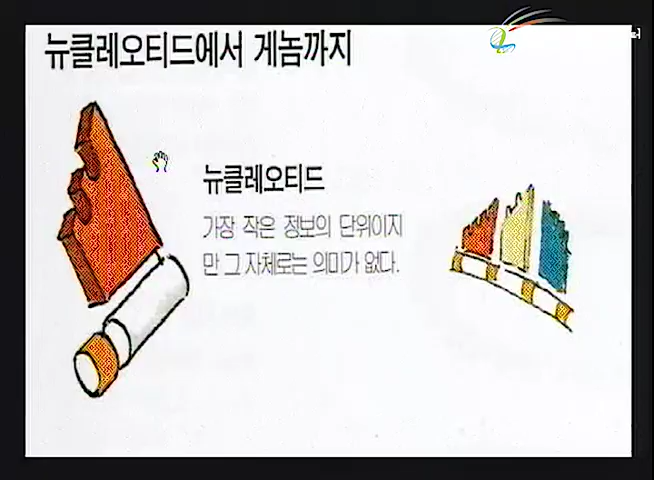 뉴클레오티드에서 게놈까지
뉴클레오티드
가장 작은 정보의 단위이지
만 그 자체로는 의미가 없다.